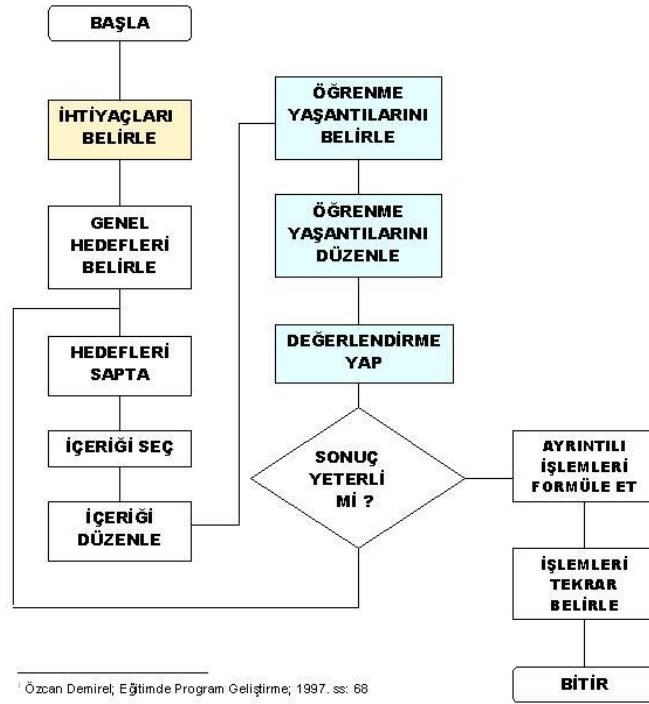 BAŞLA
İHTİYAÇLARI
BELİRLE
GENEL
HEDEFLERİ
BELİRLE
HEDEFLERİ
SAPTA
İÇERİĞİ SEÇ
İÇERİĞİ
DÜZENLE
ÖĞRENME
YAŞANTILARINI
BELİRLE
ÖĞRENME
YAŞANTILARINI
DÜZENLE
DEĞERLENDİRME
YAP
SONUÇ
YETERLİ
Mİ ?
AYRINTILI
İŞLEMLERİ
FORMÜLE ET
İŞLEMLERİ
TEKRAR
BELİRLE
BİTİR
Özcan Demirel; Eğitimde Program Geliştirme; 1997. ss: 68